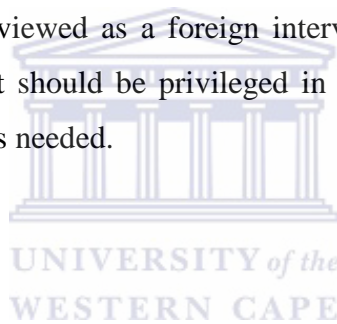 viewed as a foreign interv
t should be privileged in
s needed.
UNIVERSITY of the
WESTERN CAPE